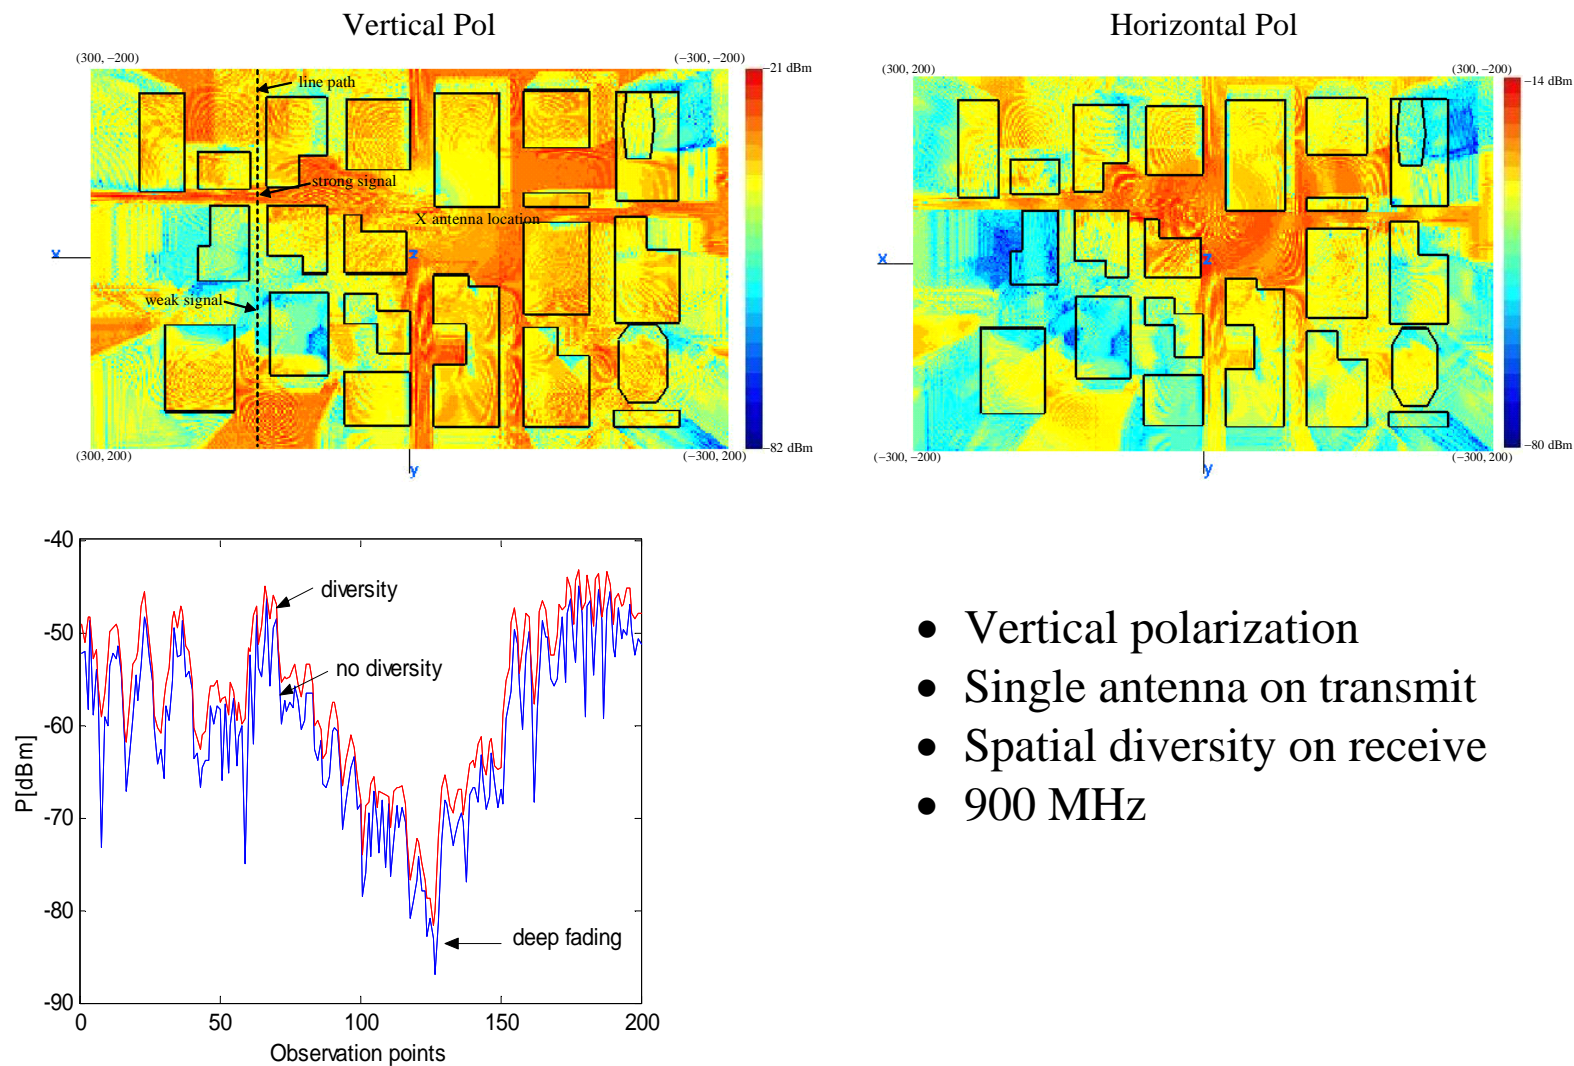 Vertical Pol
Horizontal Pol
(300, −200)
(−300, −200)
−21 dBm
line path
strong signal
X antenna location
x
z
weak signal
−82 dBm
(300, 200)
(−300, 200)
y
(300, 200)
(300, −200)
−14 dBm
x
z
−80 dBm
(−300, −200)
(−300, 200)
y
-40
-50
-60
-70
-80
-90
P[dBm]
diversity
no diversity
deep fading
0
50
100
150
200
Observation points
• Vertical polarization
• Single antenna on transmit
• Spatial diversity on receive
• 900 MHz